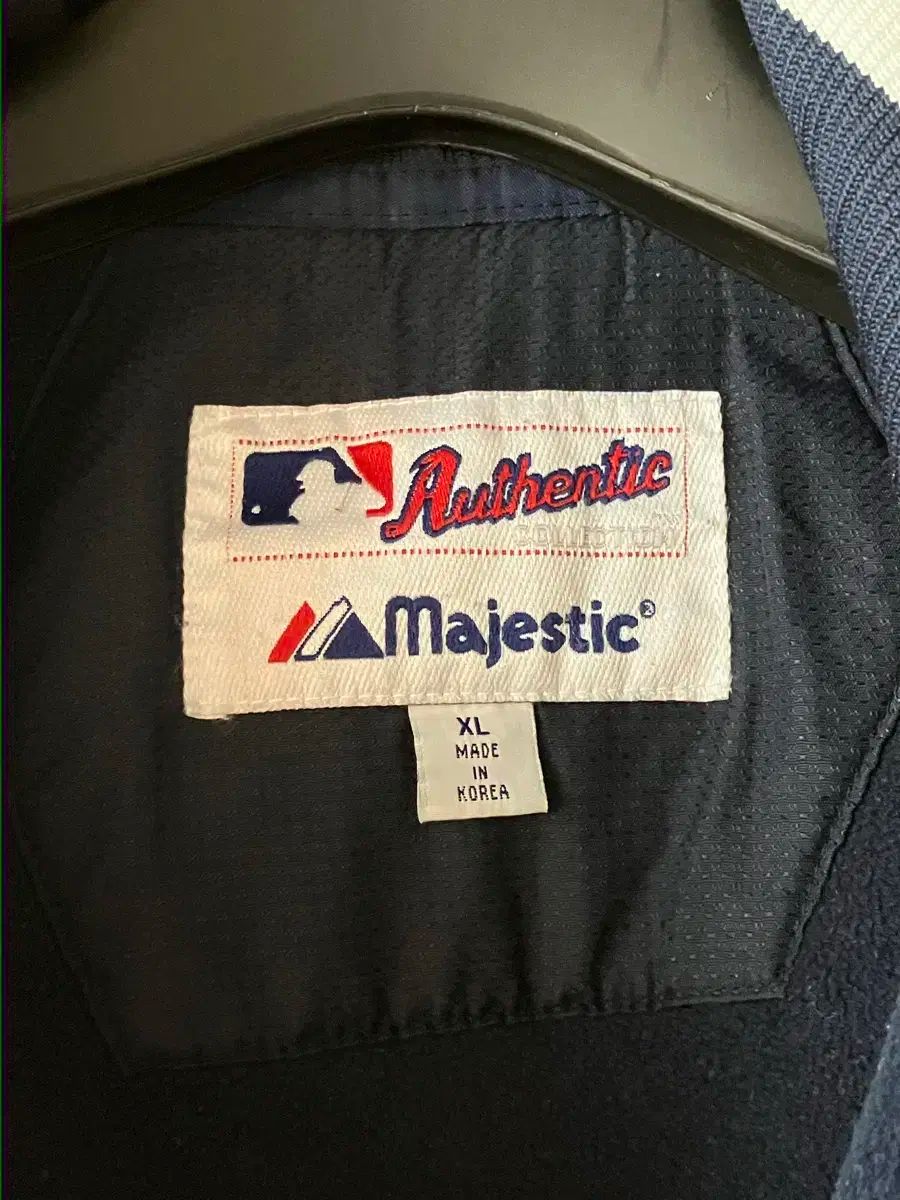 Authentic
COLLECTION
Majestic®
XL
MADE
IN
KOREA